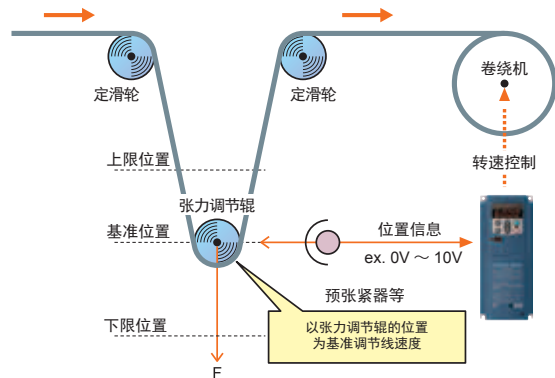 卷绕机
定滑轮
定滑轮
转速控制
上限位置
张力调节辊
基准位置
位置信息
ex. 0V ～ 10V
预张紧器等
以张力调节辊的位置
为基准调节线速度
下限位置
F